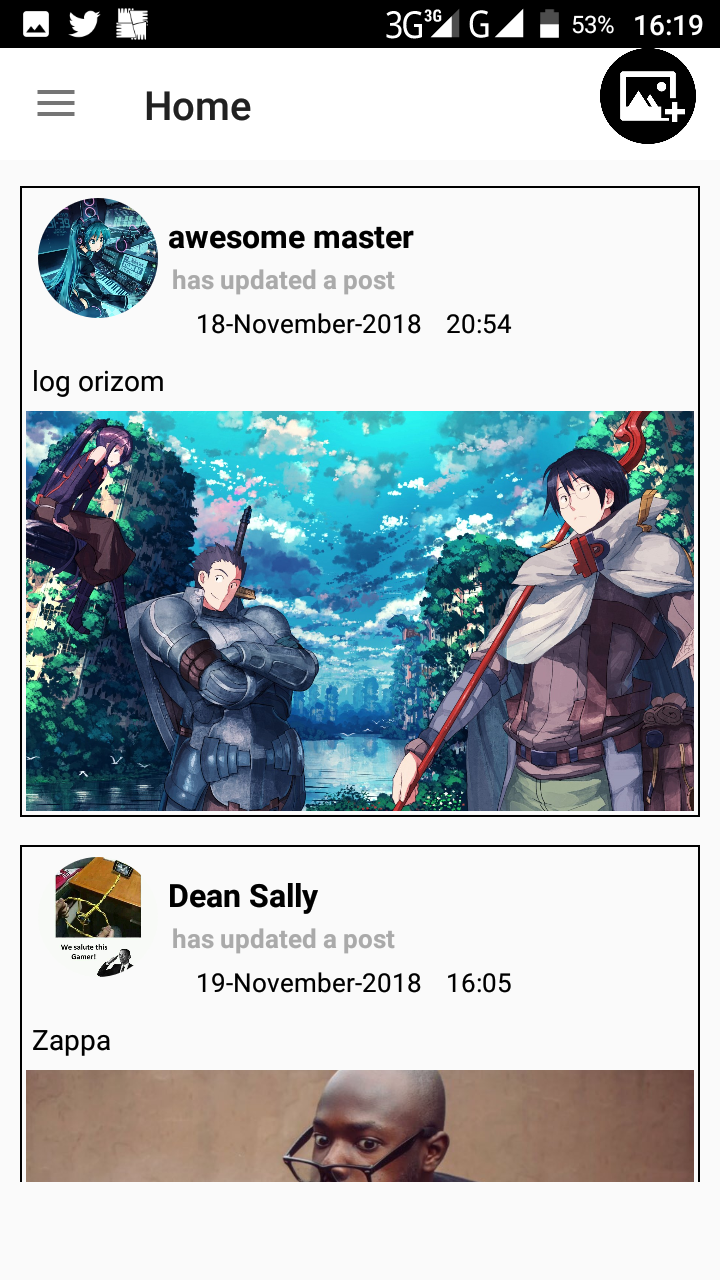 3G 3G G 53% 16:19
Home
awesome master
has updated a post
18-November-2018 20:54
log orizom
Dean Sally
We salute this
Gamer!
has updated a post
19-November-2018 16:05
Zappa